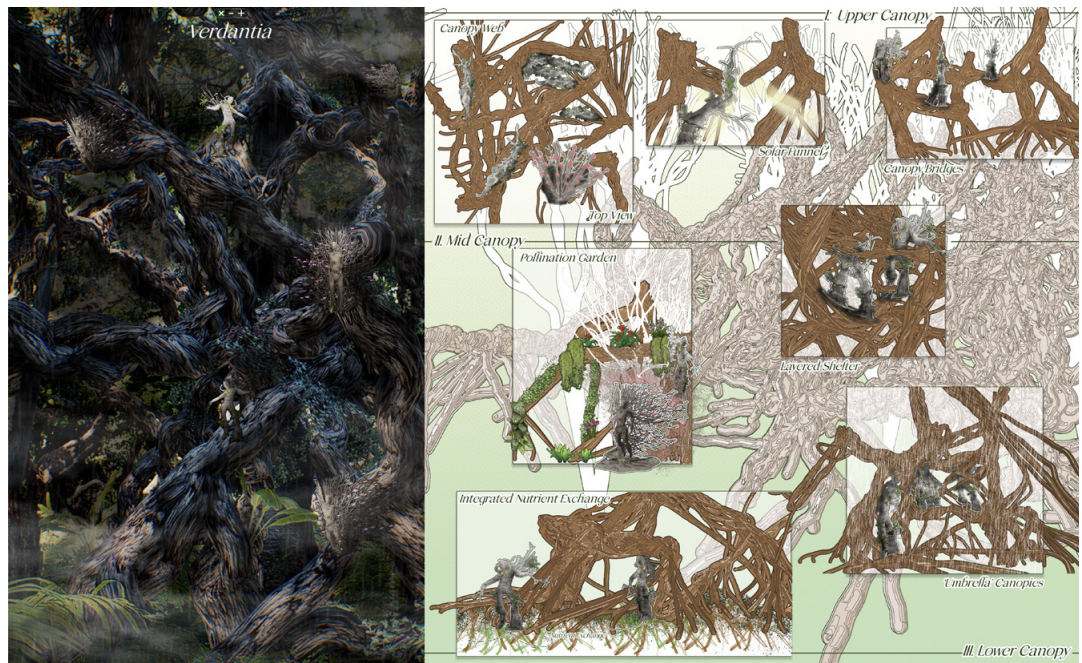 × − +
Verdantia
I: Upper Canopy
Canopy Web
Solar Funnel
Canopy Bridges
Top View
II. Mid Canopy
Pollination Garden
Layered Shelter
Integrated Nutrient Exchange
'Umbrella' Canopies
III. Lower Canopy